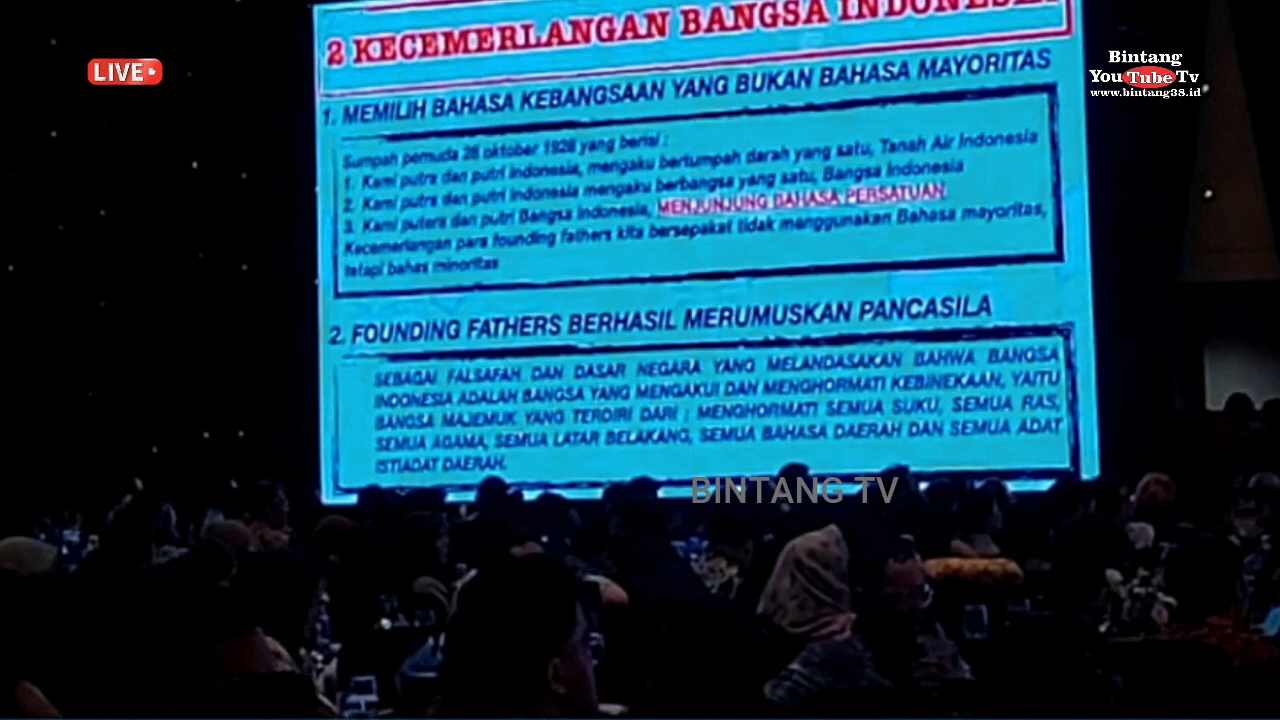 2 KECEMERLANGAN BANGSA INDONESIA
LIVE
Bintang
You Tube Tv
www.bintang38.id
1. MEMILIH BAHASA KEBANGSAAN YANG BUKAN BAHASA MAYORITAS
Sumpah pemuda 28 oktober 1928 yang berisi :
1. Kami putra dan putri Indonesia, mengaku bertumpah darah yang satu, Tanah Air Indonesia
2. Kami putra dan putri Indonesia mengaku berbangsa yang satu, Bangsa Indonesia
3. Kami putera dan putri Bangsa Indonesia, MENJUNJUNG BAHASA PERSATUAN
Kecemerlangan para founding fathers kita bersepakat tidak menggunakan Bahasa mayoritas,
tetapi bahas minoritas
2. FOUNDING FATHERS BERHASIL MERUMUSKAN PANCASILA
SEBAGAI FALSAFAH DAN DASAR NEGARA YANG MELANDASAKAN BAHWA BANGSA
INDONESIA ADALAH BANGSA YANG MENGAKUI DAN MENGHORMATI KEBINEKAAN, YAITU
BANGSA MAJEMUK YANG TERDIRI DARI : MENGHORMATI SEMUA SUKU, SEMUA RAS,
SEMUA AGAMA, SEMUA LATAR BELAKANG, SEMUA BAHASA DAERAH DAN SEMUA ADAT
ISTIADAT DAERAH.
BINTANG TV